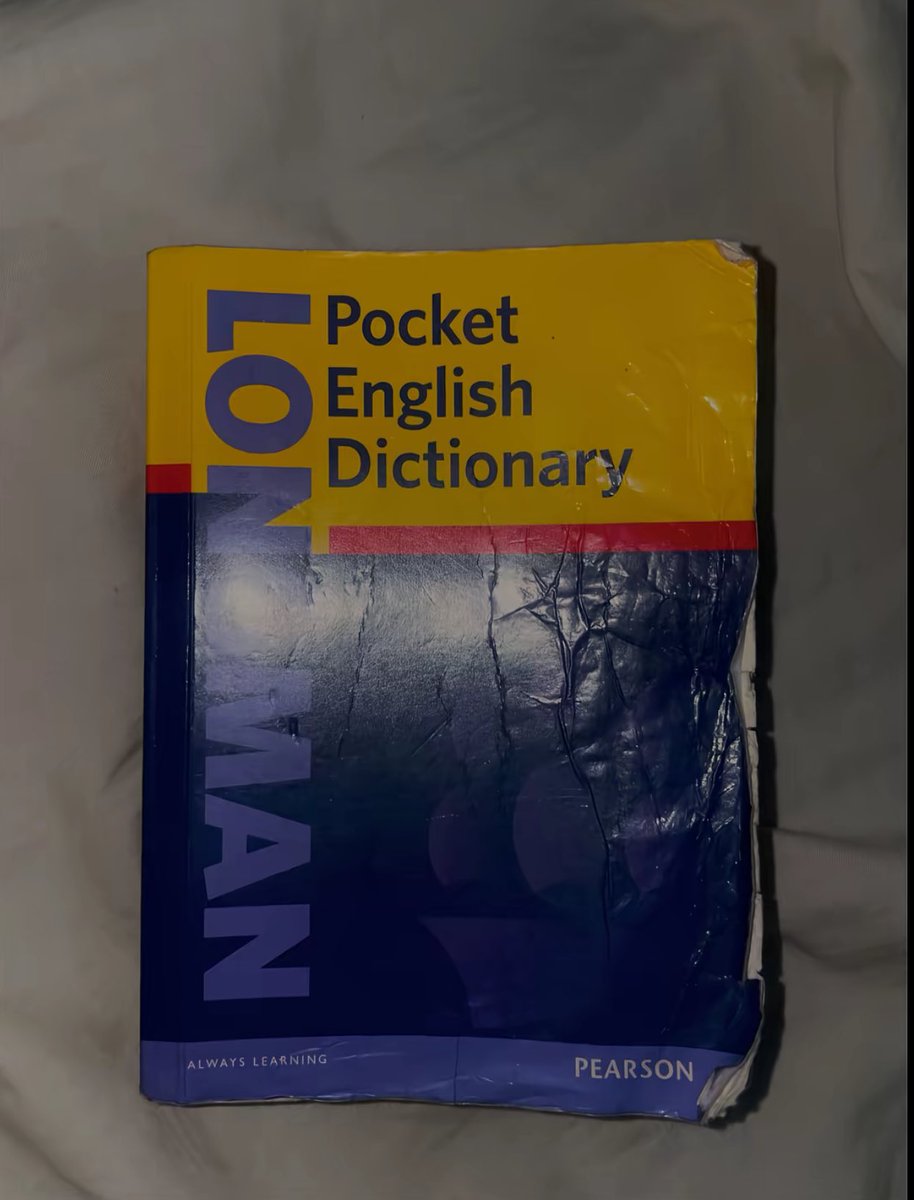 LONGMAN
Pocket
English
Dictionary
ALWAYS LEARNING
PEARSON